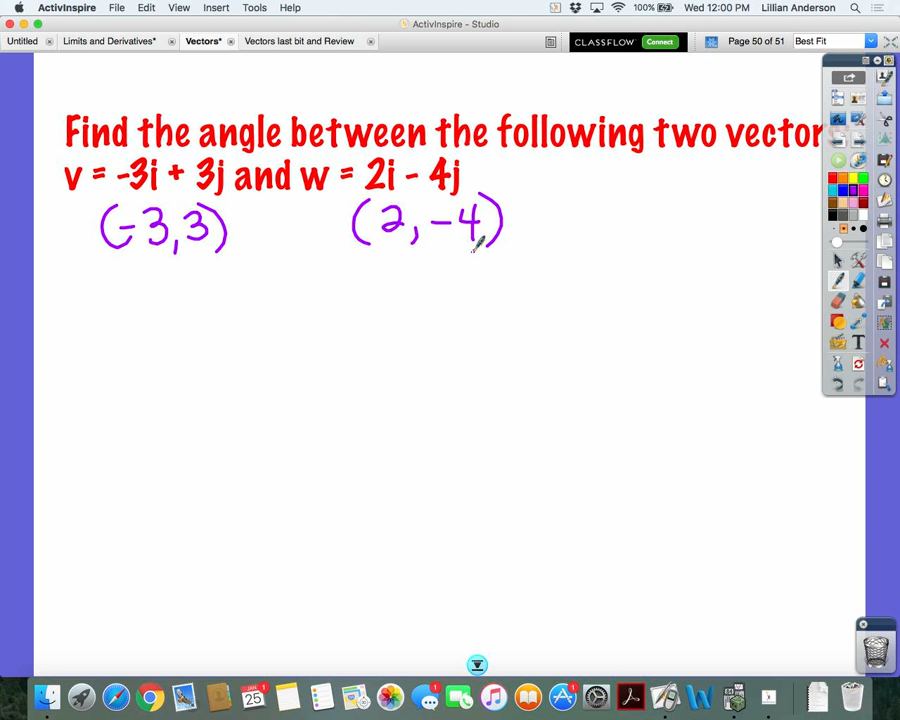 ActivInspire File Edit View Insert Tools Help 100% Wed 12:00 PM Lillian Anderson
ActivInspire - Studio
Untitled Limits and Derivatives* Vectors* Vectors last bit and Review CLASSFLOW Connect Page 50 of 51 Best Fit
Find the angle between the following two vector
v = -3i + 3j and w = 2i - 4j
(-3,3) (2,-4)
JAN
25